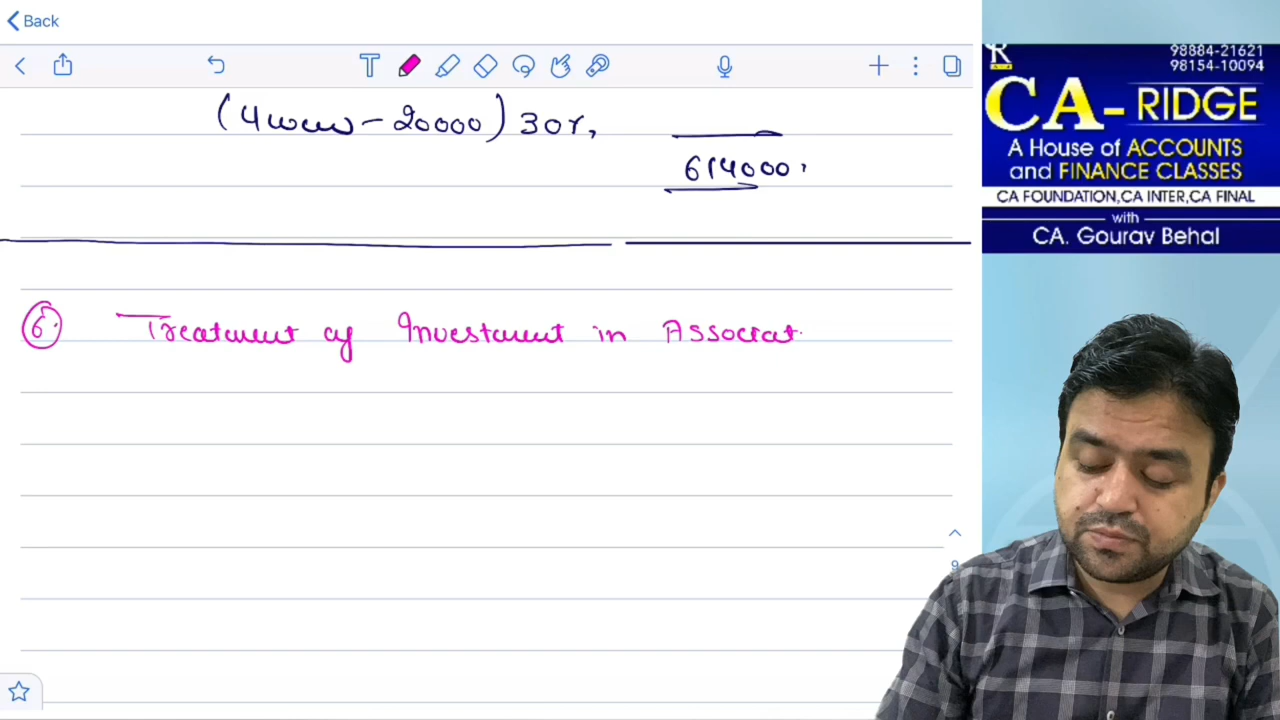 Back
(40000 - 20000) 30%
614000
6. Treatment of Investment in Associat
9
R
98884-21621
98154-10094
CA- RIDGE
A House of ACCOUNTS
and FINANCE CLASSES
CA FOUNDATION,CA INTER,CA FINAL
with
CA. Gourav Behal